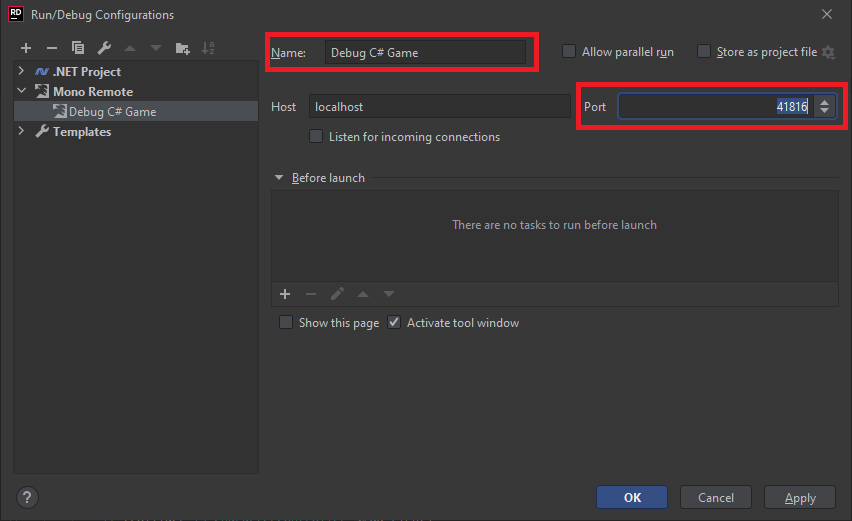 RD Run/Debug Configurations
Name: Debug C# Game
Allow parallel run
Store as project file
.NET Project
Mono Remote
Debug C# Game
Templates
Host localhost
Port 41816
Listen for incoming connections
Before launch
There are no tasks to run before launch
Show this page
Activate tool window
?
OK
Cancel
Apply